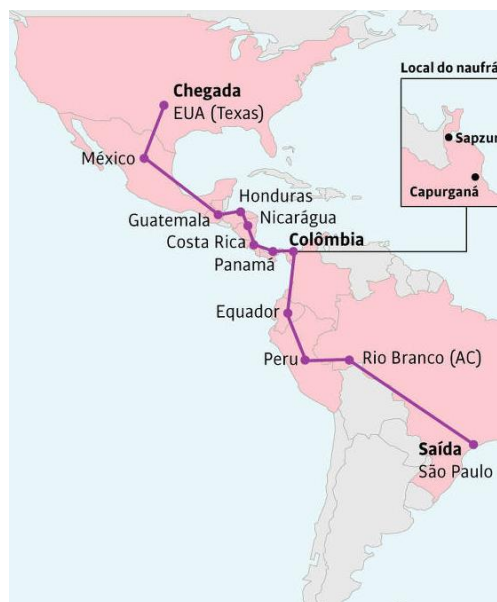 Chegada
EUA (Texas)
México
Guatemala
Honduras
Nicarágua
Costa Rica
Panamá
Colômbia
Equador
Peru
Rio Branco (AC)
Saída
São Paulo
Local do naufrá
Sapzur
Capurganá